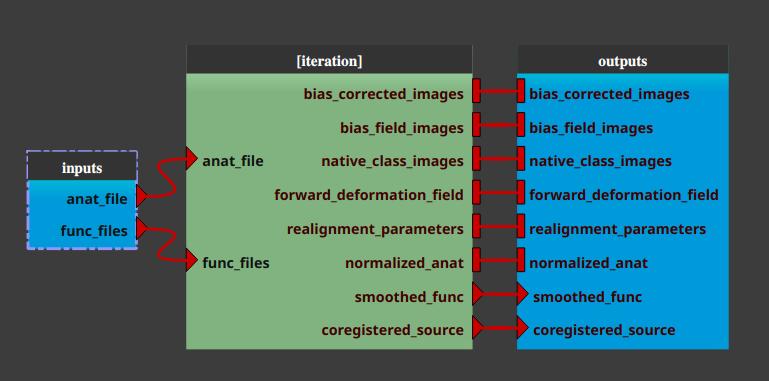 inputs
anat_file
func_files
[iteration]
anat_file
func_files
bias_corrected_images
bias_field_images
native_class_images
forward_deformation_field
realignment_parameters
normalized_anat
smoothed_func
coregistered_source
outputs
bias_corrected_images
bias_field_images
native_class_images
forward_deformation_field
realignment_parameters
normalized_anat
smoothed_func
coregistered_source